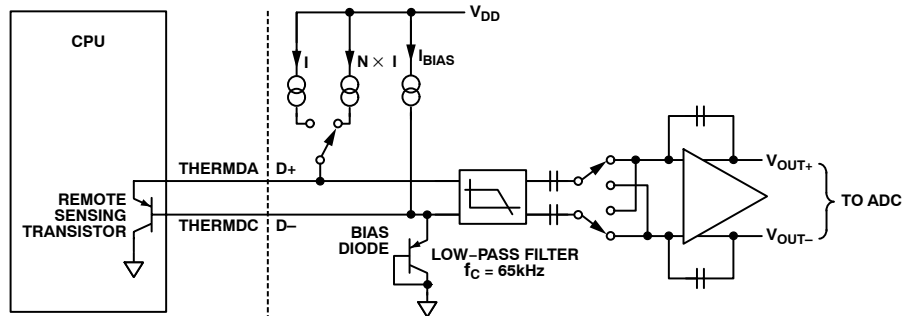 CPU
V_DD
I
N × I
I_BIAS
THERMDA
D+
REMOTE
SENSING
TRANSISTOR
THERMDC
D−
BIAS
DIODE
LOW−PASS FILTER
f_C = 65kHz
V_OUT+
V_OUT−
TO ADC